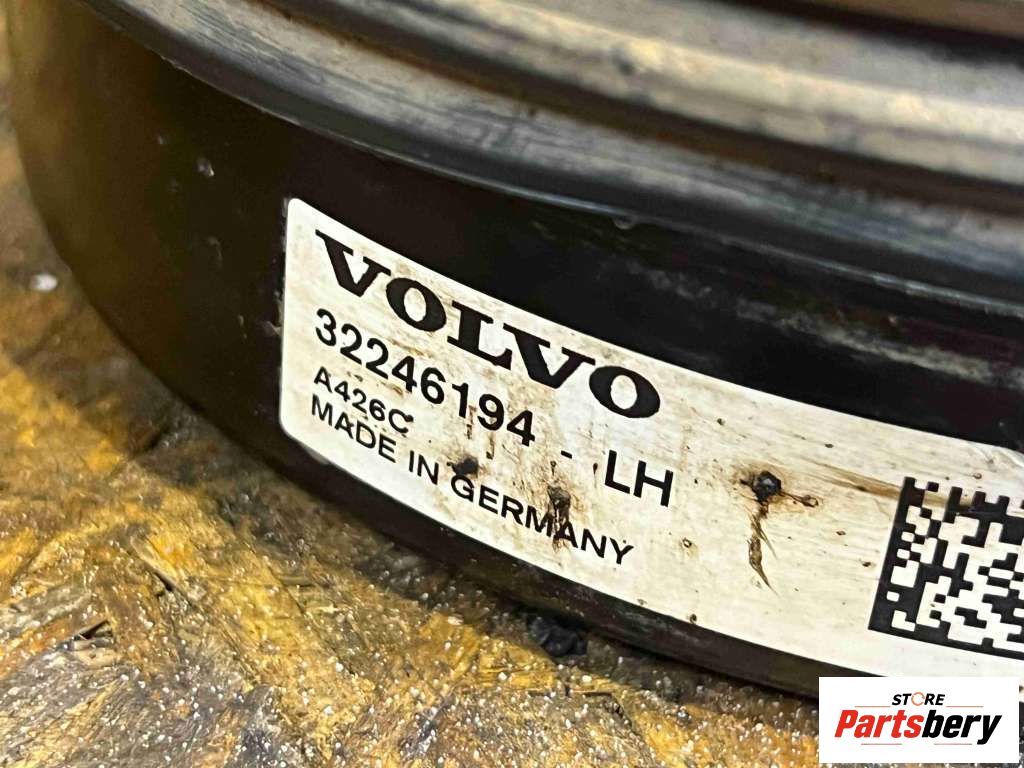 VOLVO
32246194 - LH
A426C
MADE IN GERMANY
STORE
Partsbery